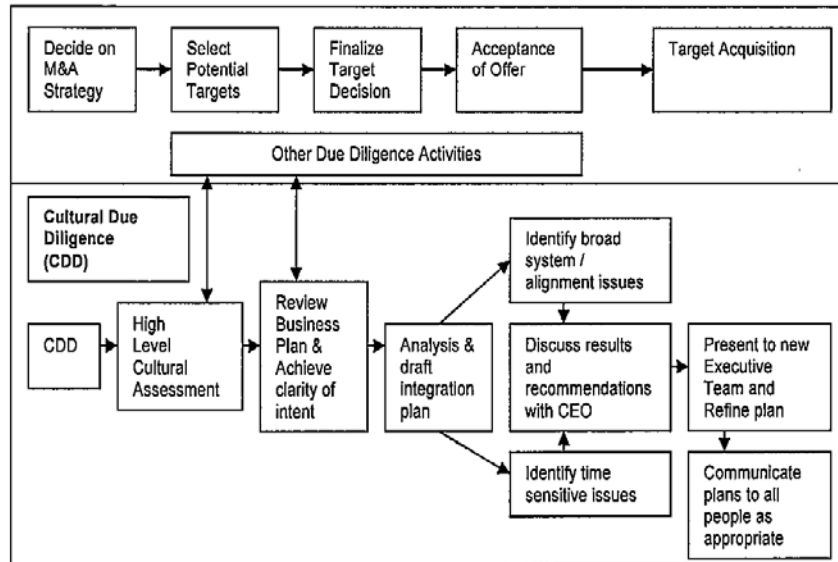 Decide on
M&A
Strategy
Select
Potential
Targets
Finalize
Target
Decision
Acceptance
of Offer
Target Acquisition
Other Due Diligence Activities
Cultural Due
Diligence
(CDD)
CDD
High
Level
Cultural
Assessment
Review
Business
Plan &
Achieve
clarity of
intent
Analysis &
draft
integration
plan
Identify broad
system /
alignment issues
Discuss results
and
recommendations
with CEO
Identify time
sensitive issues
Present to new
Executive
Team and
Refine plan
Communicate
plans to all
people as
appropriate